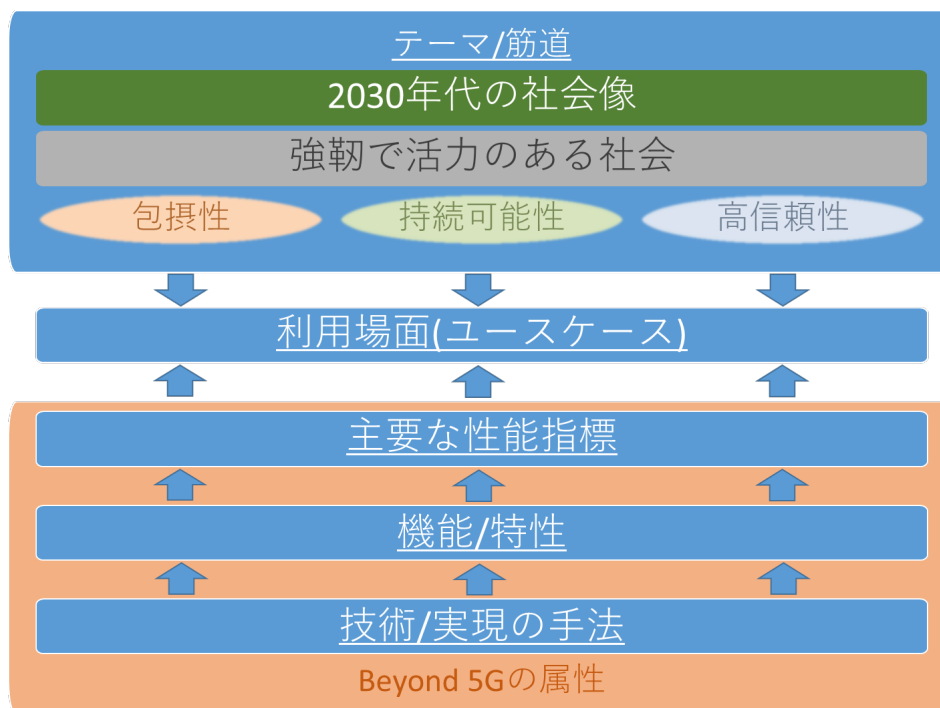 テーマ/筋道
2030年代の社会像
強靭で活力のある社会
包摂性
持続可能性
高信頼性
利用場面(ユースケース)
主要な性能指標
機能/特性
技術/実現の手法
Beyond 5Gの属性